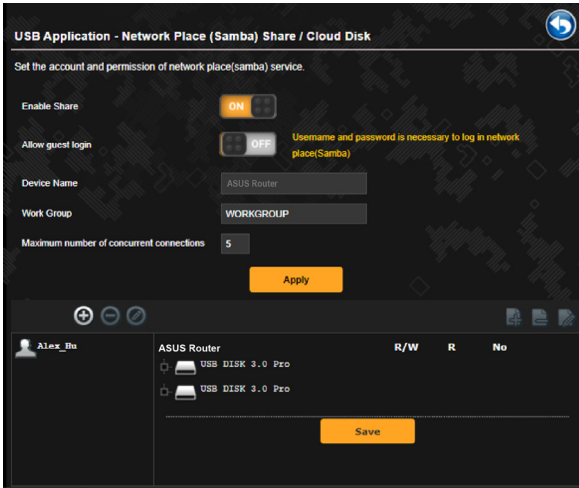 USB Application - Network Place (Samba) Share / Cloud Disk
Set the account and permission of network place(samba) service.
Enable Share
ON
Allow guest login
OFF
Username and password is necessary to log in network
place(Samba)
Device Name
ASUS Router
Work Group
WORKGROUP
Maximum number of concurrent connections
5
Apply
Alex_Hu
ASUS Router R/W R No
USB DISK 3.0 Pro
USB DISK 3.0 Pro
Save